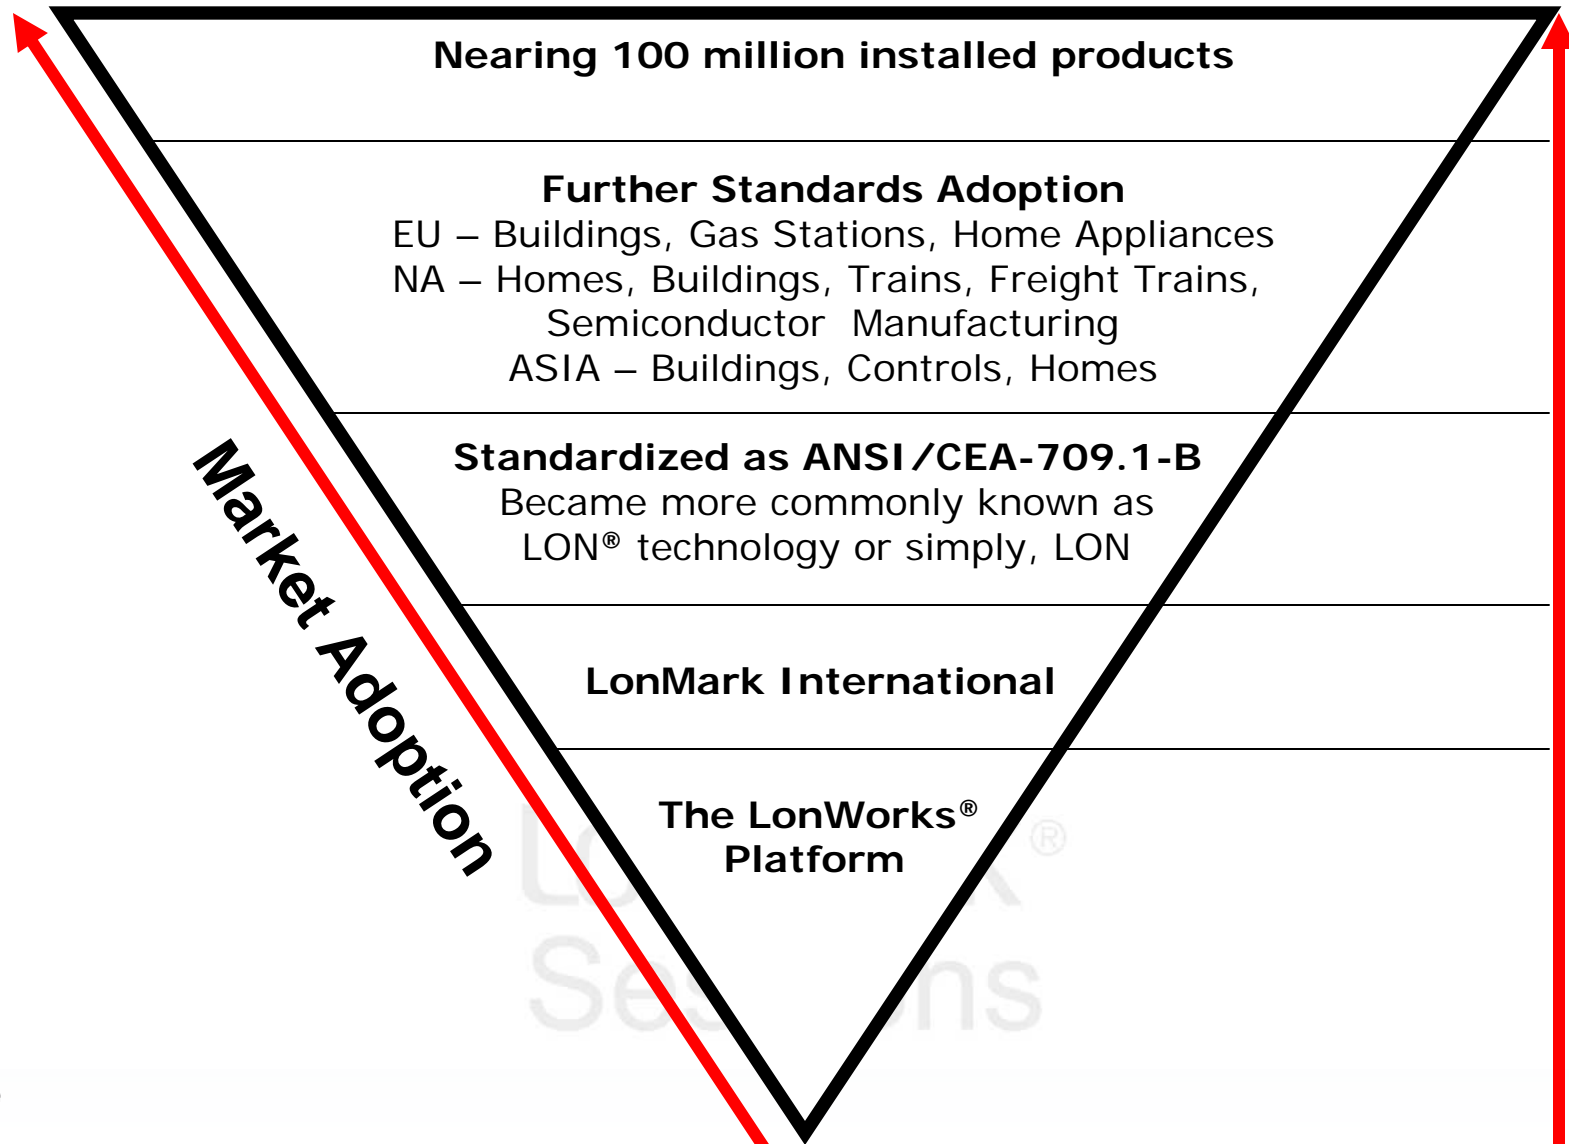 Nearing 100 million installed products
Further Standards Adoption
EU – Buildings, Gas Stations, Home Appliances
NA – Homes, Buildings, Trains, Freight Trains,
Semiconductor Manufacturing
ASIA – Buildings, Controls, Homes
Standardized as ANSI/CEA-709.1-B
Became more commonly known as
LON® technology or simply, LON
LonMark International
The LonWorks®
Platform
Market Adoption
®